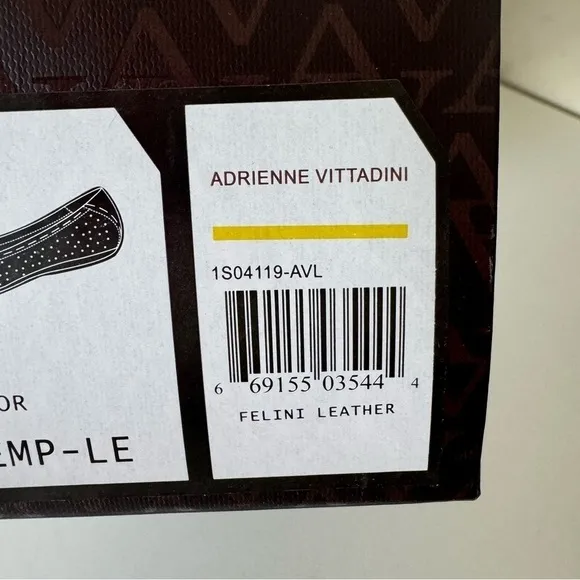 ADRIENNE VITTADINI
1S04119-AVL
6 69155 03544 4
FELINI LEATHER
OR
MP-LE